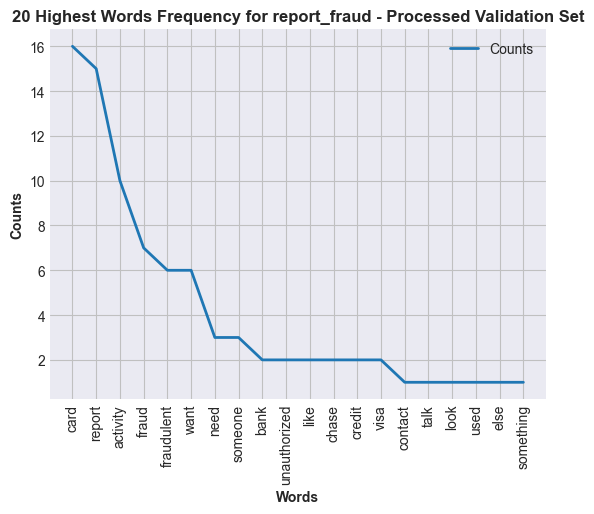 20 Highest Words Frequency for report_fraud - Processed Validation Set
Counts
16
14
12
10
8
6
4
2
Counts
card
report
activity
fraud
fraudulent
want
need
someone
bank
unauthorized
like
chase
credit
visa
contact
talk
look
used
else
something
Words